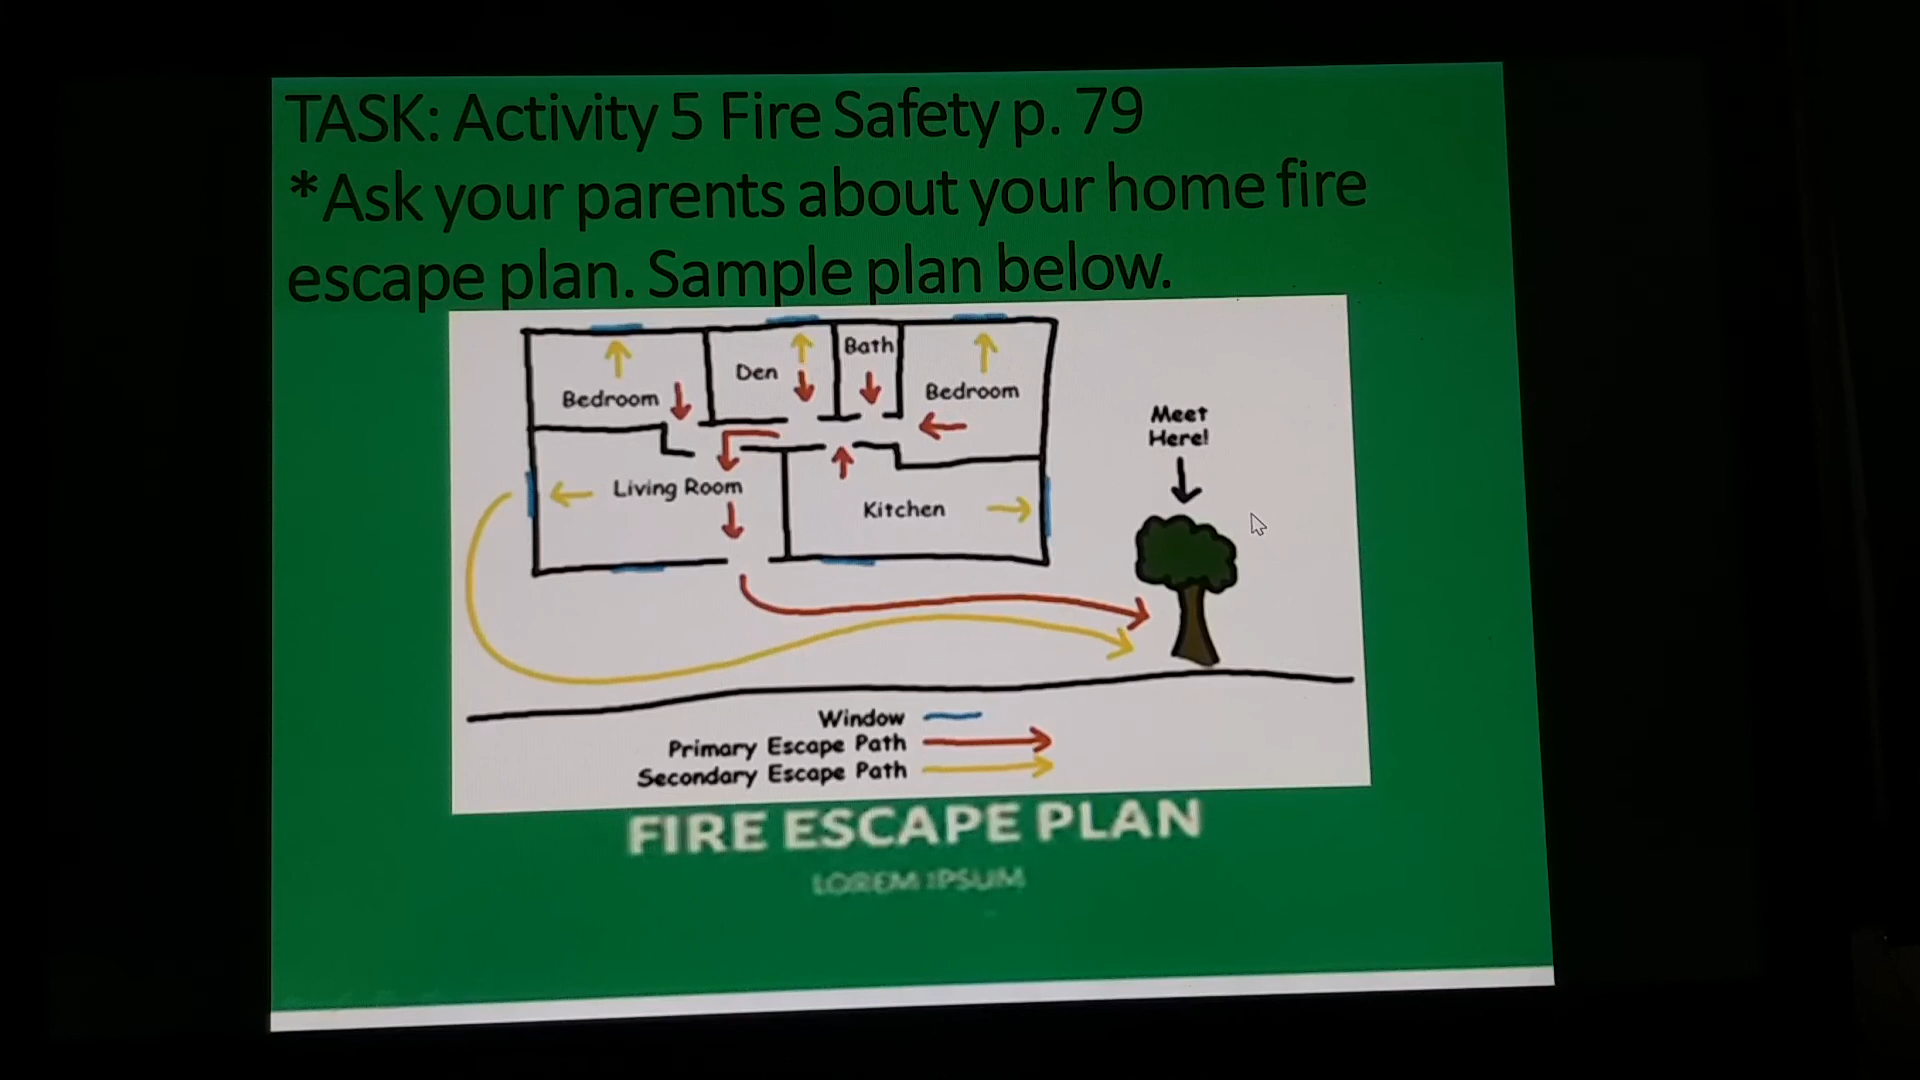 TASK: Activity 5 Fire Safety p. 79
*Ask your parents about your home fire
escape plan. Sample plan below.
Bath
Den
Bedroom
Bedroom
Meet
Here!
Living Room
Kitchen
Window
Primary Escape Path
Secondary Escape Path
FIRE ESCAPE PLAN
LOREM IPSUM